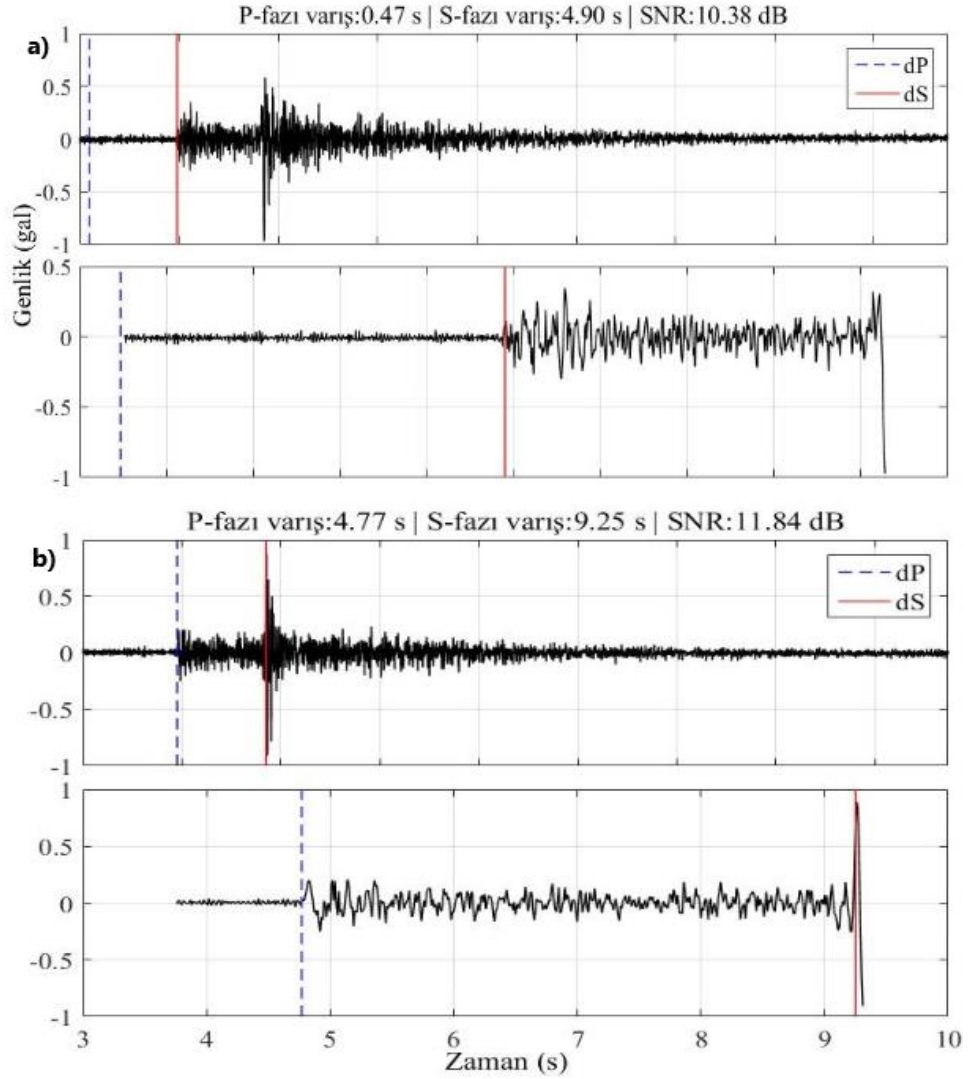 P-fazı varış:0.47 s | S-fazı varış:4.90 s | SNR:10.38 dB
a)
1
0.5
0
-0.5
-1
dP
dS
Genlik (gal)
0.5
0
-0.5
-1
P-fazı varış:4.77 s | S-fazı varış:9.25 s | SNR:11.84 dB
b)
1
0.5
0
-0.5
-1
dP
dS
1
0.5
0
-0.5
-1
3 4 5 6 7 8 9 10
Zaman (s)